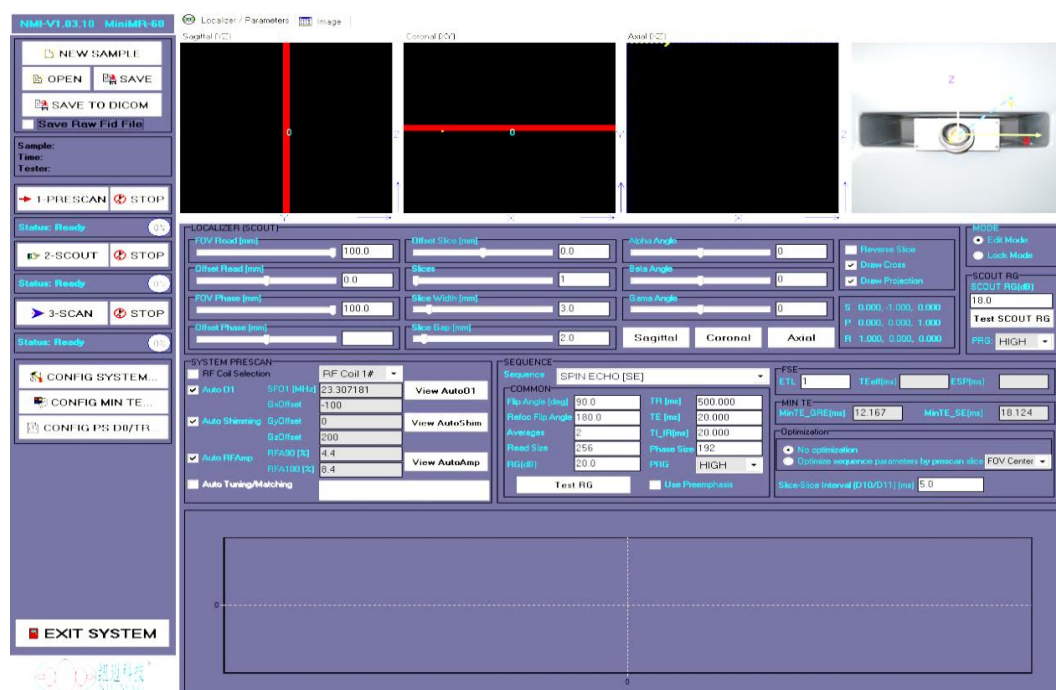 NMI-V1.03.10 MiniMR-60
Localizer / Parameters Image
NEW SAMPLE
OPEN SAVE
SAVE TO DICOM
Save Raw Fid File
Sample:
Time:
Tester:
1-PRESCAN STOP
Status: Ready 0%
2-SCOUT STOP
Status: Ready 0%
3-SCAN STOP
Status: Ready 0%
CONFIG SYSTEM...
CONFIG MIN TE...
CONFIG PS D0/TR...
EXIT SYSTEM
纽迈科技
Sagittal [YZ] Coronal [XY] Axial [XZ]
0 0
Z Y Z
Y X X
Z
Y
LOCALIZER (SCOUT)
FOV Read [mm] 100.0 Offset Slice [mm] 0.0 Alpha Angle 0
Offset Read [mm] 0.0 Slices 1 Beta Angle 0
FOV Phase [mm] 100.0 Slice Width [mm] 3.0 Gama Angle 0
Offset Phase [mm] Slice Gap [mm] 2.0 Sagittal Coronal Axial
Reverse Slice
Draw Cross
Draw Projection
S 0.000, -1.000, 0.000
P 0.000, 0.000, 1.000
R 1.000, 0.000, 0.000
MODE
Edit Mode
Lock Mode
SCOUT RG
SCOUT RG(dB)
18.0
Test SCOUT RG
PRG: HIGH
SYSTEM PRESCAN
RF Coil Selection RF Coil 1#
Auto O1 SFO1 [MHz] 23.307181 View AutoO1
GxOffset -100
Auto Shimming GyOffset 0 View AutoShim
GzOffset 200
Auto RFAmp RFA90 [%] 4.4 View AutoAmp
RFA180 [%] 8.4
Auto Tuning/Matching
SEQUENCE
Sequence SPIN ECHO [SE]
COMMON
Flip Angle [deg] 90.0 TR [ms] 500.000
Refoc Flip Angle 180.0 TE [ms] 20.000
Averages 2 TI_IR[ms] 20.000
Read Size 256 Phase Size 192
RG(dB) 20.0 PRG HIGH
Test RG Use Preemphasis
FSE
ETL 1 TEeff[ms] ESP[ms]
MIN TE
MinTE_GRE[ms] 12.167 MinTE_SE[ms] 18.124
Optimization
No optimization
Optimize sequence parameters by prescan slice FOV Center
Slice-Slice Interval (D10/D11) [ms] 5.0
0
0